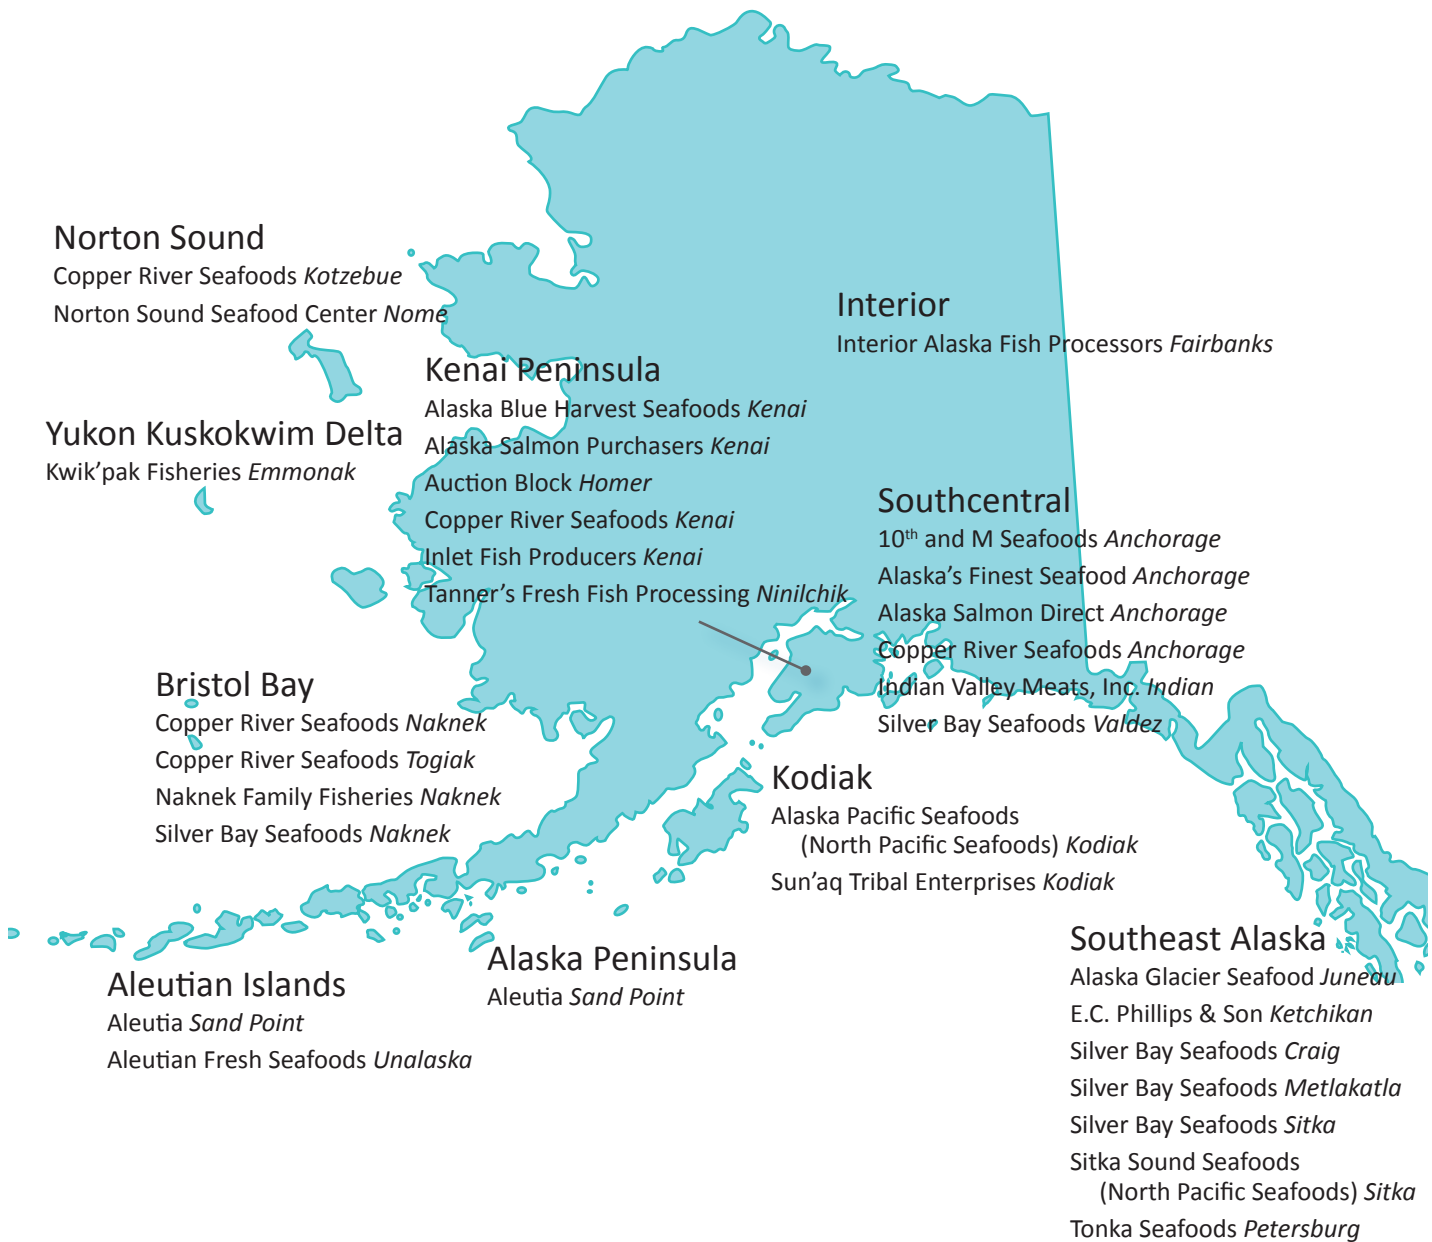 Norton Sound
Copper River Seafoods Kotzebue
Norton Sound Seafood Center Nome
Interior
Interior Alaska Fish Processors Fairbanks
Kenai Peninsula
Alaska Blue Harvest Seafoods Kenai
Alaska Salmon Purchasers Kenai
Auction Block Homer
Copper River Seafoods Kenai
Inlet Fish Producers Kenai
Tanner’s Fresh Fish Processing Ninilchik
Yukon Kuskokwim Delta
Kwik’pak Fisheries Emmonak
Southcentral
10th and M Seafoods Anchorage
Alaska’s Finest Seafood Anchorage
Alaska Salmon Direct Anchorage
Copper River Seafoods Anchorage
Indian Valley Meats, Inc. Indian
Silver Bay Seafoods Valdez
Bristol Bay
Copper River Seafoods Naknek
Copper River Seafoods Togiak
Naknek Family Fisheries Naknek
Silver Bay Seafoods Naknek
Kodiak
Alaska Pacific Seafoods
(North Pacific Seafoods) Kodiak
Sun’aq Tribal Enterprises Kodiak
Aleutian Islands
Aleutia Sand Point
Aleutian Fresh Seafoods Unalaska
Alaska Peninsula
Aleutia Sand Point
Southeast Alaska
Alaska Glacier Seafood Juneau
E.C. Phillips & Son Ketchikan
Silver Bay Seafoods Craig
Silver Bay Seafoods Metlakatla
Silver Bay Seafoods Sitka
Sitka Sound Seafoods
(North Pacific Seafoods) Sitka
Tonka Seafoods Petersburg